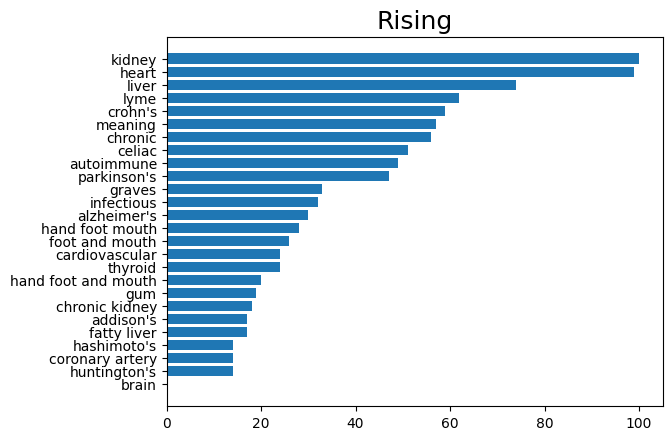 Rising
kidney
heart
liver
lyme
crohn's
meaning
chronic
celiac
autoimmune
parkinson's
graves
infectious
alzheimer's
hand foot mouth
foot and mouth
cardiovascular
thyroid
hand foot and mouth
gum
chronic kidney
addison's
fatty liver
hashimoto's
coronary artery
huntington's
brain
0 20 40 60 80 100